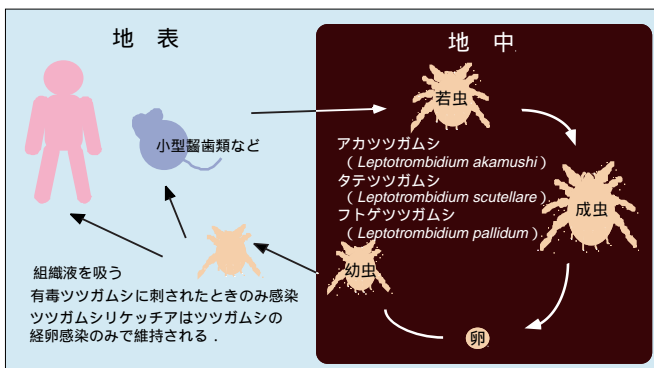 地 表
地 中
若虫
小型齧歯類など
アカツツガムシ
( Leptotrombidium akamushi )
タテツツガムシ
( Leptotrombidium scutellare )
フトゲツツガムシ
( Leptotrombidium pallidum ).
成虫
幼虫
卵
組織液を吸う
有毒ツツガムシに刺されたときのみ感染
ツツガムシリケッチアはツツガムシの
経卵感染のみで維持される．